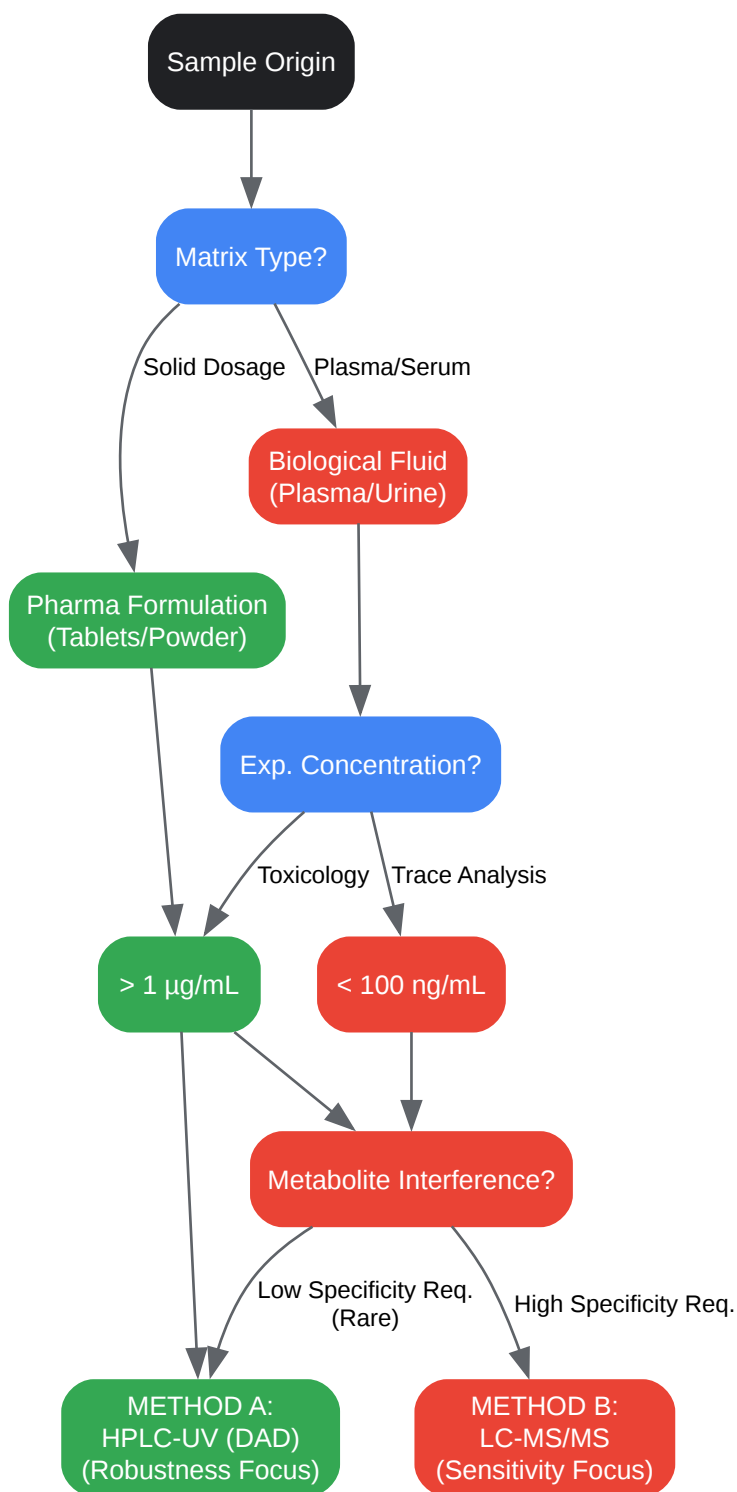 Sample Origin
Matrix Type?
Solid Dosage
Plasma/Serum
Biological Fluid
(Plasma/Urine)
Pharma Formulation
(Tablets/Powder)
Exp. Concentration?
Toxicology
Trace Analysis
> 1 µg/mL
< 100 ng/mL
Metabolite Interference?
Low Specificity Req.
(Rare)
High Specificity Req.
METHOD A:
HPLC-UV (DAD)
(Robustness Focus)
METHOD B:
LC-MS/MS
(Sensitivity Focus)